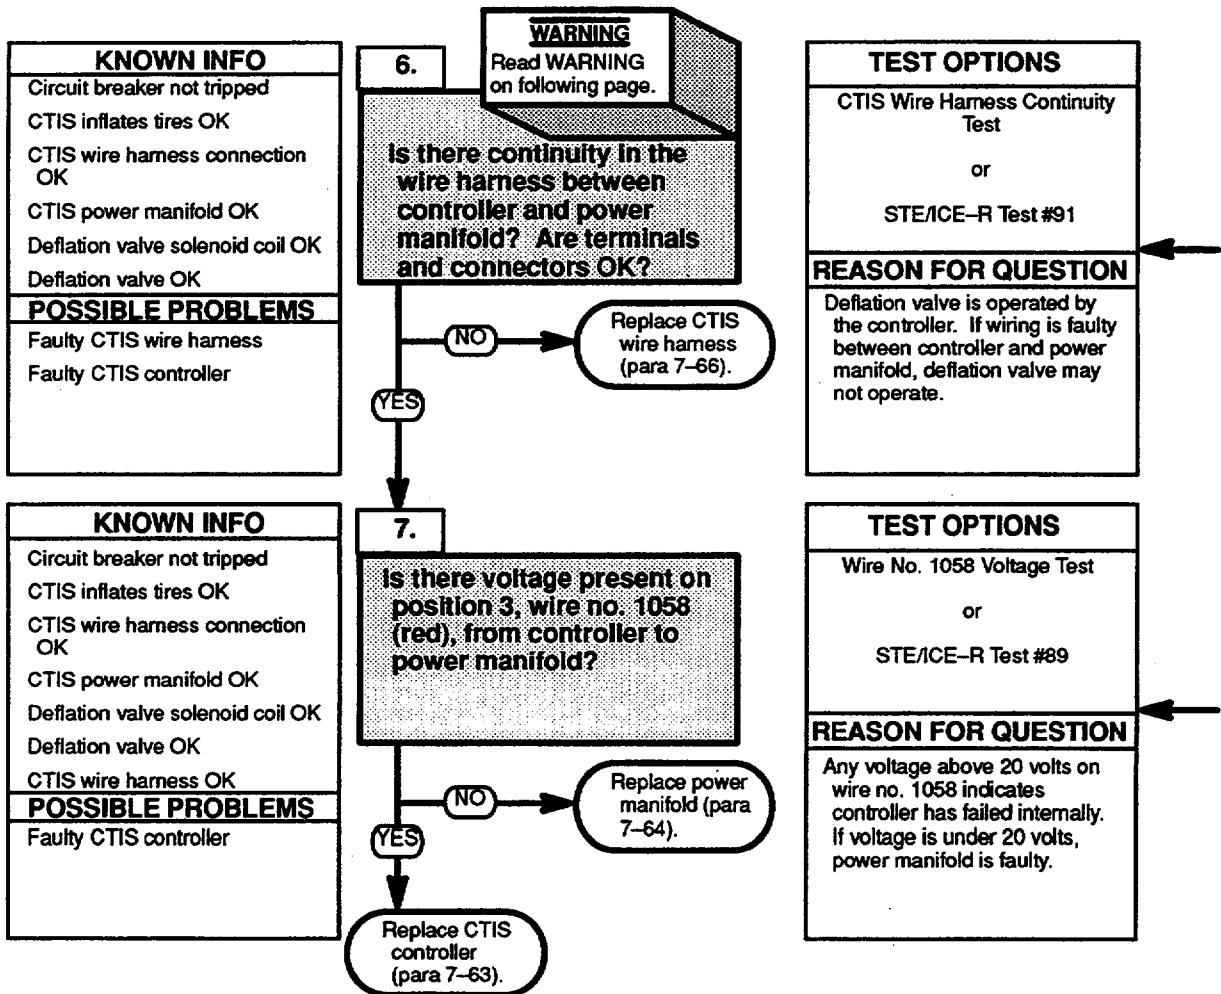 KNOWN INFO
Circuit breaker not tripped
CTIS inflates tires OK
CTIS wire harness connection
OK
CTIS power manifold OK
Deflation valve solenoid coil OK
Deflation valve OK
POSSIBLE PROBLEMS
Faulty CTIS wire harness
Faulty CTIS controller
6.
WARNING
Read WARNING
on following page.
Is there continuity in the
wire harness between
controller and power
manifold? Are terminals
and connectors OK?
NO
Replace CTIS
wire harness
(para 7–66).
YES
TEST OPTIONS
CTIS Wire Harness Continuity
Test
or
STE/ICE–R Test #91
REASON FOR QUESTION
Deflation valve is operated by
the controller. If wiring is faulty
between controller and power
manifold, deflation valve may
not operate.
KNOWN INFO
Circuit breaker not tripped
CTIS inflates tires OK
CTIS wire harness connection
OK
CTIS power manifold OK
Deflation valve solenoid coil OK
Deflation valve OK
CTIS wire harness OK
POSSIBLE PROBLEMS
Faulty CTIS controller
7.
Is there voltage present on
position 3, wire no. 1058
(red), from controller to
power manifold?
NO
Replace power
manifold (para
7–64).
YES
Replace CTIS
controller
(para 7–63).
TEST OPTIONS
Wire No. 1058 Voltage Test
or
STE/ICE–R Test #89
REASON FOR QUESTION
Any voltage above 20 volts on
wire no. 1058 indicates
controller has failed internally.
If voltage is under 20 volts,
power manifold is faulty.